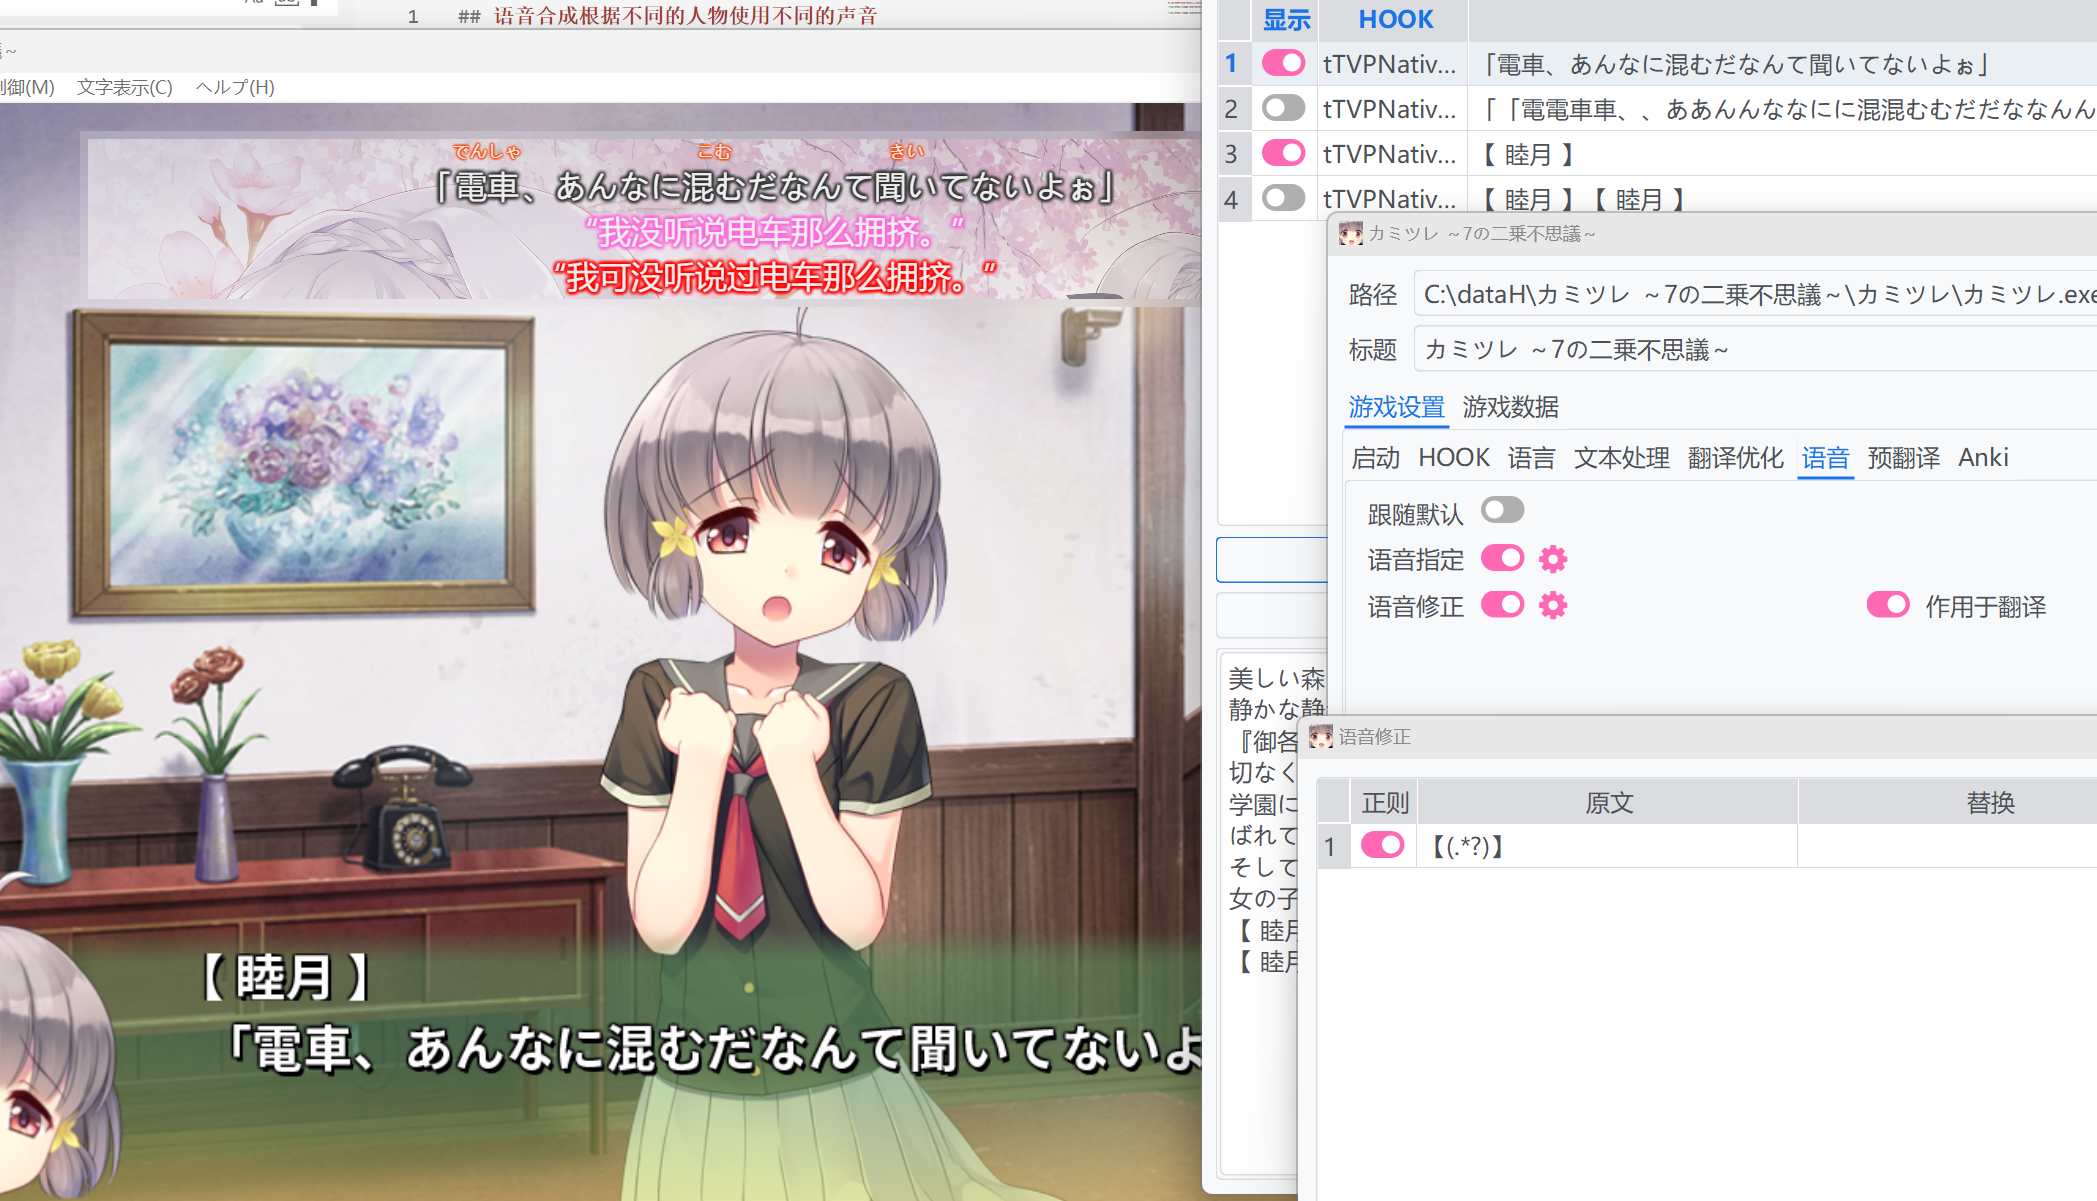 1 ## 语音合成根据不同的人物使用不同的声音
制御(M) 文字表示(C) ヘルプ(H)
でんしゃ こむ きい
「電車、あんなに混むだなんて聞いてないよぉ」
“我没听说电车那么拥挤。”
“我可没听说过电车那么拥挤。”
【 睦月 】
「電車、あんなに混むだなんて聞いてないよ
显示 HOOK
1 tTVPNativ... 「電車、あんなに混むだなんて聞いてないよぉ」
2 tTVPNativ... 「「電電車車、、ああんんななにに混混むむだだななんん
3 tTVPNativ... 【 睦月 】
4 tTVPNativ... 【 睦月 】【 睦月 】
カミツレ ～7の二乗不思議～
路径 C:\dataH\カミツレ ～7の二乗不思議～\カミツレ\カミツレ.exe
标题 カミツレ ～7の二乗不思議～
游戏设置 游戏数据
启动 HOOK 语言 文本处理 翻译优化 语音 预翻译 Anki
跟随默认
语音指定
语音修正 作用于翻译
美しい森
静かな静
『御各
切なく
学園に
ばれて
そして
女の子
【 睦月
【 睦月
语音修正
正则 原文 替换
1 【(.*?)】